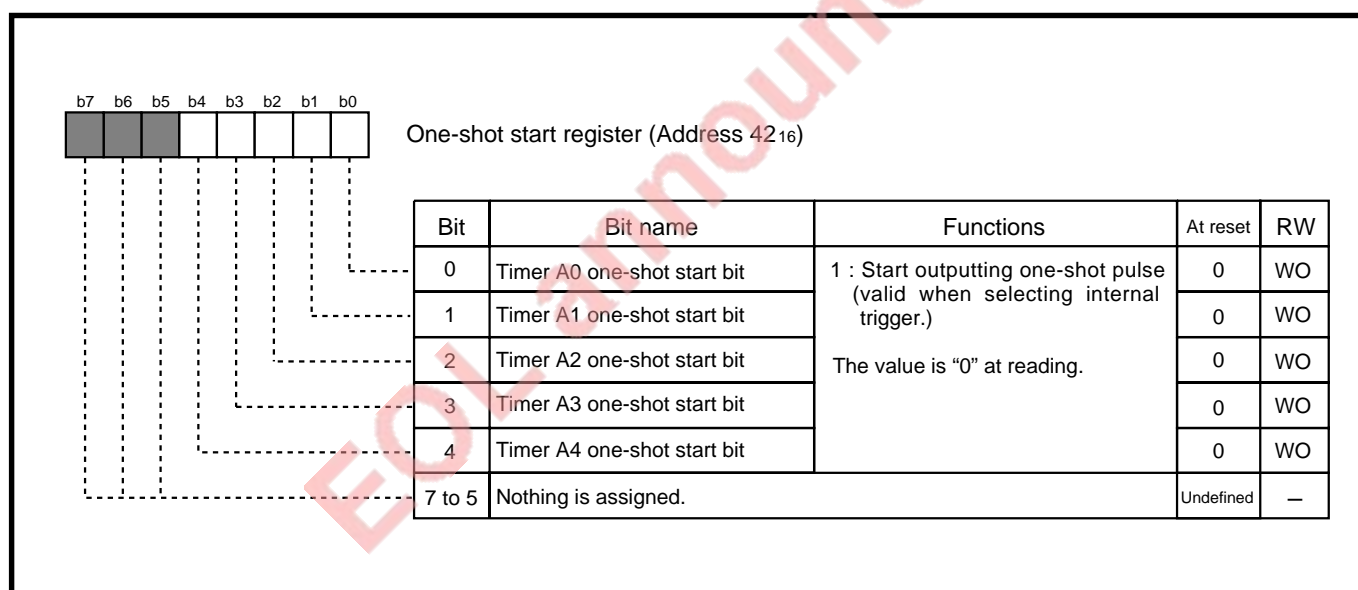 EOL announ
b7 b6 b5 b4 b3 b2 b1 b0
One-shot start register (Address 42₁₆)
Bit Bit name Functions At reset RW
0 Timer A0 one-shot start bit 1 : Start outputting one-shot pulse 0 WO
(valid when selecting internal
1 Timer A1 one-shot start bit trigger.) 0 WO
2 Timer A2 one-shot start bit The value is “0” at reading. 0 WO
3 Timer A3 one-shot start bit 0 WO
4 Timer A4 one-shot start bit 0 WO
7 to 5 Nothing is assigned. Undefined –